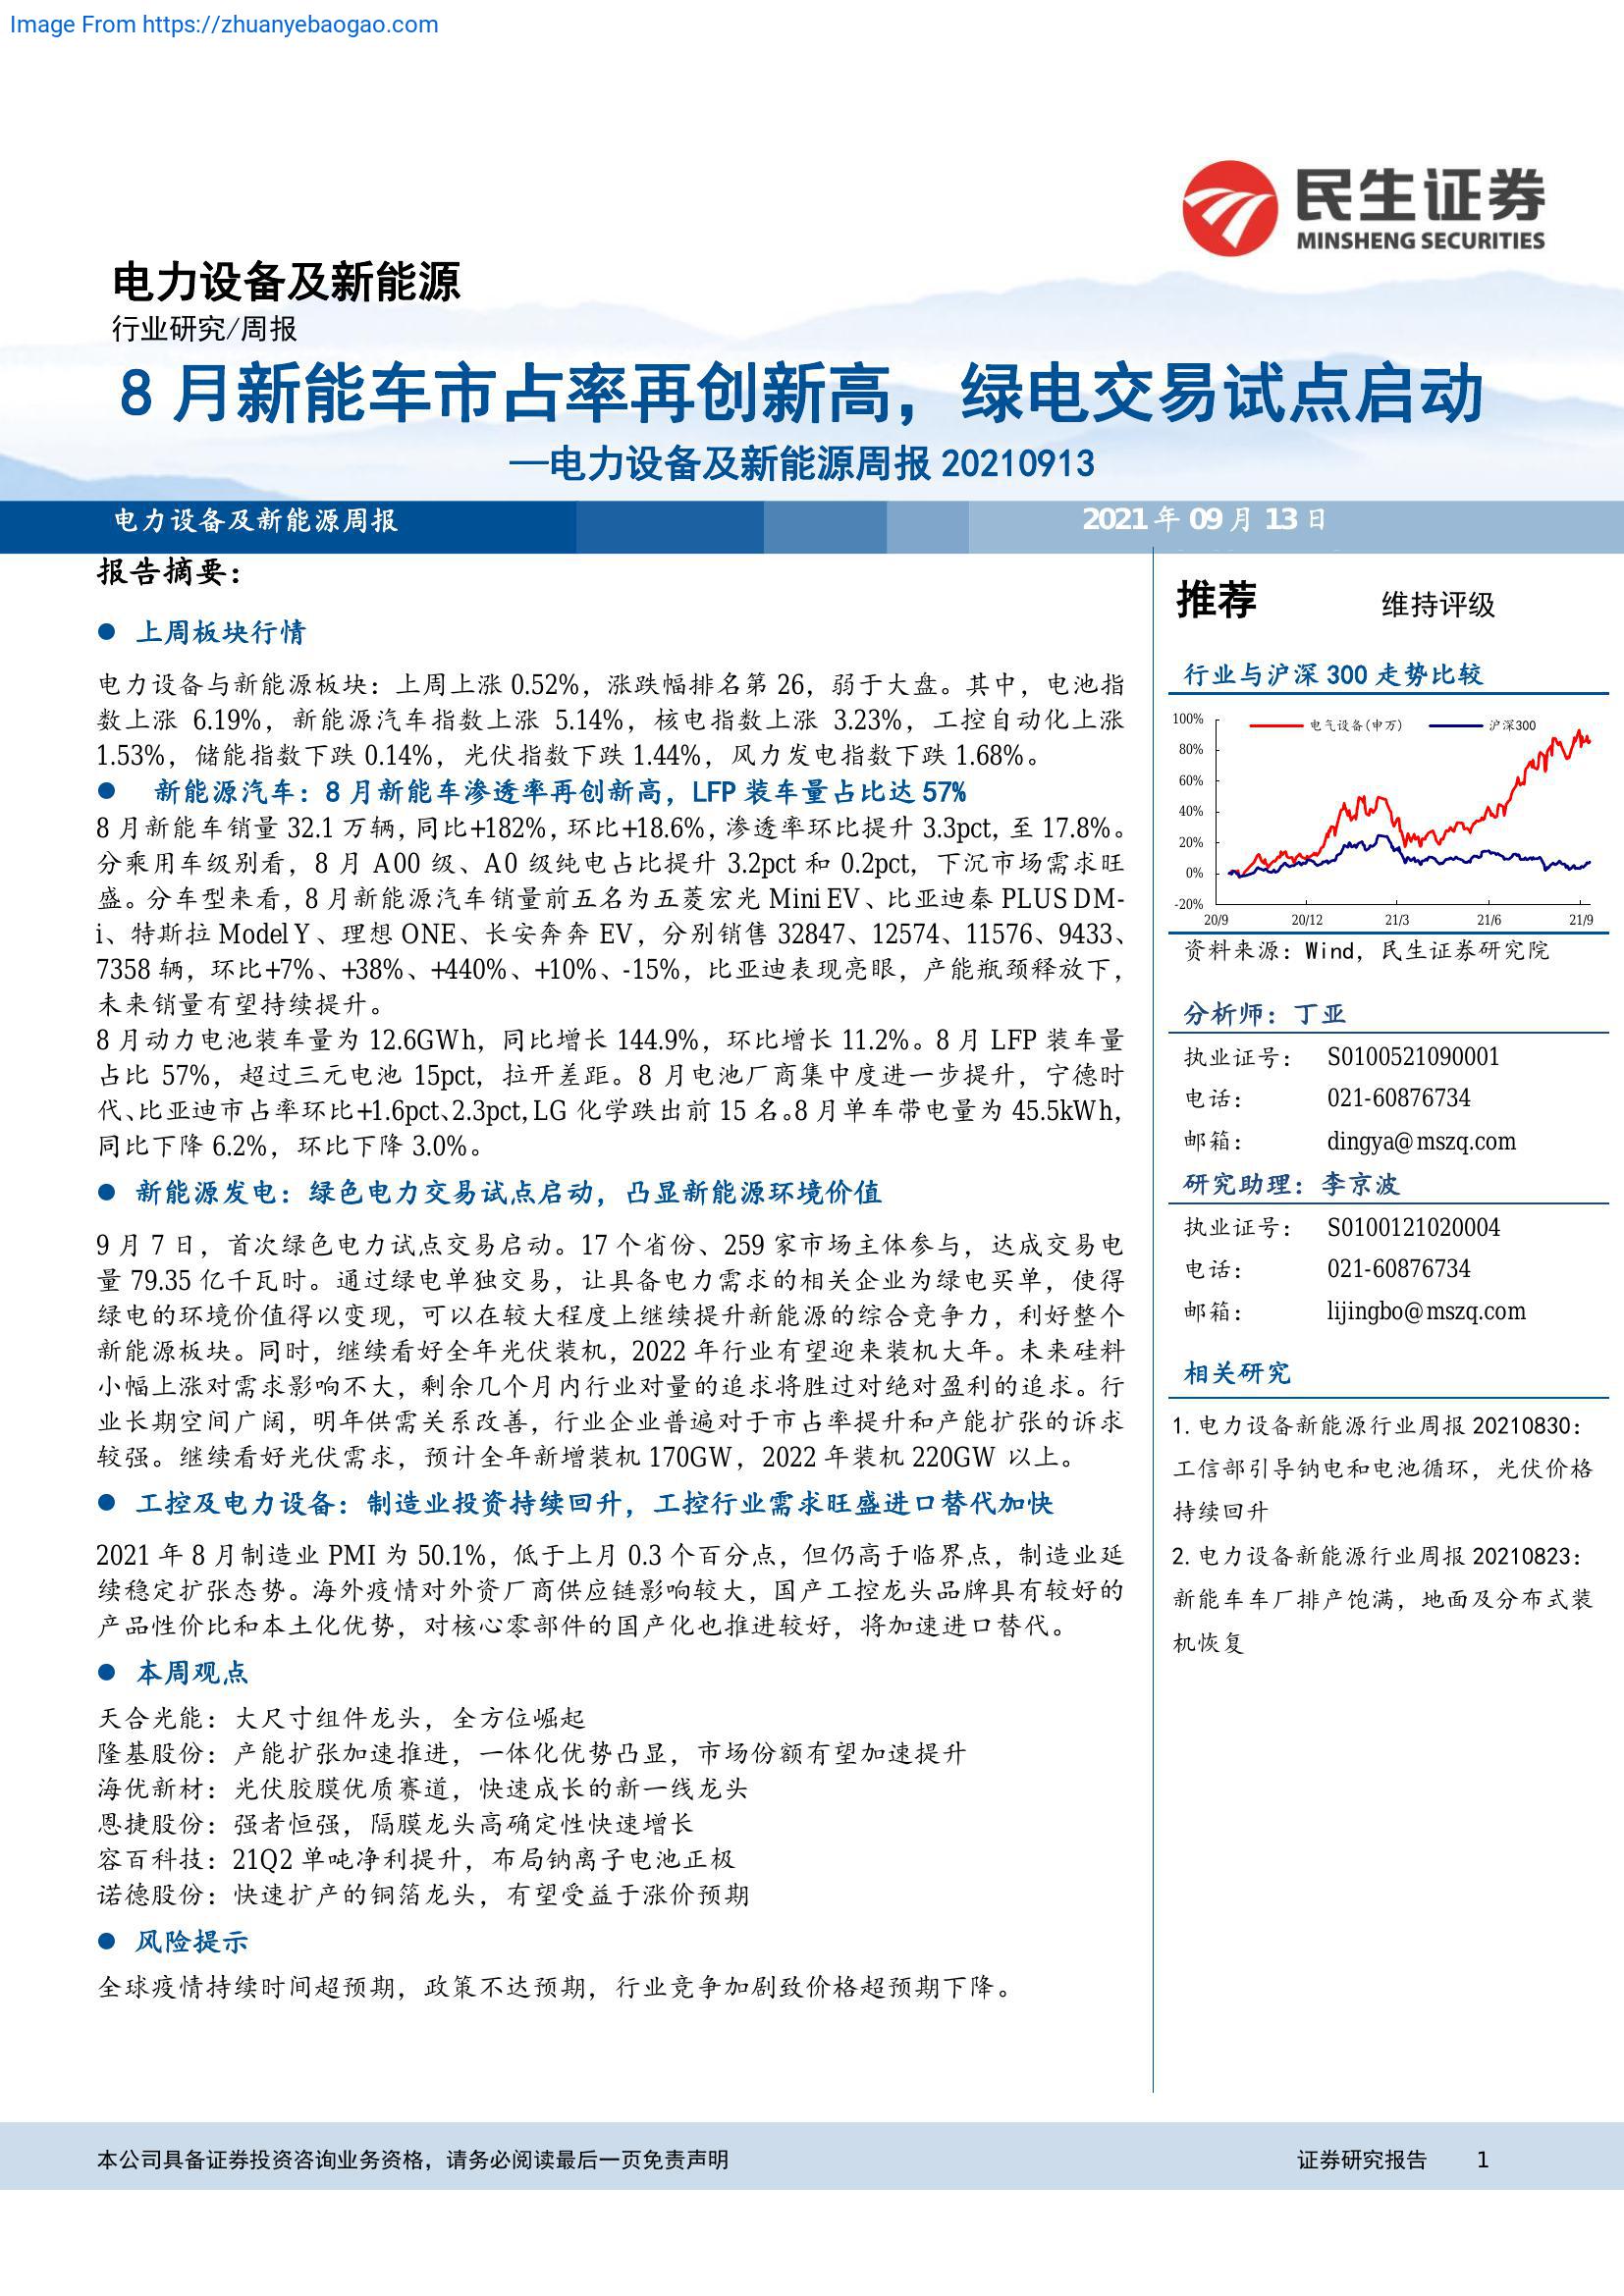 Image From https://zhuanyebaogao.com
民生证券
MINSHENG SECURITIES
电力设备及新能源
行业研究/周报
8 月新能车市占率再创新高，绿电交易试点启动
—电力设备及新能源周报 20210913
电力设备及新能源周报
2021 年 09 月 13 日
报告摘要：
● 上周板块行情
电力设备与新能源板块：上周上涨 0.52%，涨跌幅排名第 26，弱于大盘。其中，电池指
数上涨 6.19%，新能源汽车指数上涨 5.14%，核电指数上涨 3.23%，工控自动化上涨
1.53%，储能指数下跌 0.14%，光伏指数下跌 1.44%，风力发电指数下跌 1.68%。
● 新能源汽车：8 月新能车渗透率再创新高，LFP 装车量占比达 57%
8 月新能车销量 32.1 万辆，同比+182%，环比+18.6%，渗透率环比提升 3.3pct，至 17.8%。
分乘用车级别看，8 月 A00 级、A0 级纯电占比提升 3.2pct 和 0.2pct，下沉市场需求旺
盛。分车型来看，8 月新能源汽车销量前五名为五菱宏光 Mini EV、比亚迪秦 PLUS DM-
i、特斯拉 Model Y、理想 ONE、长安奔奔 EV，分别销售 32847、12574、11576、9433、
7358 辆，环比+7%、+38%、+440%、+10%、-15%，比亚迪表现亮眼，产能瓶颈释放下，
未来销量有望持续提升。
8 月动力电池装车量为 12.6GWh，同比增长 144.9%，环比增长 11.2%。8 月 LFP 装车量
占比 57%，超过三元电池 15pct，拉开差距。8 月电池厂商集中度进一步提升，宁德时
代、比亚迪市占率环比+1.6pct、2.3pct，LG 化学跌出前 15 名。8 月单车带电量为 45.5kWh，
同比下降 6.2%，环比下降 3.0%。
● 新能源发电：绿色电力交易试点启动，凸显新能源环境价值
9 月 7 日，首次绿色电力试点交易启动。17 个省份、259 家市场主体参与，达成交易电
量 79.35 亿千瓦时。通过绿电单独交易，让具备电力需求的相关企业为绿电买单，使得
绿电的环境价值得以变现，可以在较大程度上继续提升新能源的综合竞争力，利好整个
新能源板块。同时，继续看好全年光伏装机，2022 年行业有望迎来装机大年。未来硅料
小幅上涨对需求影响不大，剩余几个月内行业对量的追求将胜过对绝对盈利的追求。行
业长期空间广阔，明年供需关系改善，行业企业普遍对于市占率提升和产能扩张的诉求
较强。继续看好光伏需求，预计全年新增装机 170GW，2022 年装机 220GW 以上。
● 工控及电力设备：制造业投资持续回升，工控行业需求旺盛进口替代加快
2021 年 8 月制造业 PMI 为 50.1%，低于上月 0.3 个百分点，但仍高于临界点，制造业延
续稳定扩张态势。海外疫情对外资厂商供应链影响较大，国产工控龙头品牌具有较好的
产品性价比和本土化优势，对核心零部件的国产化也推进较好，将加速进口替代。
● 本周观点
天合光能：大尺寸组件龙头，全方位崛起
隆基股份：产能扩张加速推进，一体化优势凸显，市场份额有望加速提升
海优新材：光伏胶膜优质赛道，快速成长的新一线龙头
恩捷股份：强者恒强，隔膜龙头高确定性快速增长
容百科技：21Q2 单吨净利提升，布局钠离子电池正极
诺德股份：快速扩产的铜箔龙头，有望受益于涨价预期
● 风险提示
全球疫情持续时间超预期，政策不达预期，行业竞争加剧致价格超预期下降。
推荐 维持评级
行业与沪深 300 走势比较
电气设备(申万) 沪深300
100%
80%
60%
40%
20%
0%
-20%
20/9 20/12 21/3 21/6 21/9
资料来源：Wind，民生证券研究院
分析师：丁亚
执业证号： S0100521090001
电话： 021-60876734
邮箱： dingya@mszq.com
研究助理：李京波
执业证号： S0100121020004
电话： 021-60876734
邮箱： lijingbo@mszq.com
相关研究
1.电力设备新能源行业周报 20210830：
工信部引导钠电和电池循环，光伏价格
持续回升
2.电力设备新能源行业周报 20210823：
新能车车厂排产饱满，地面及分布式装
机恢复
本公司具备证券投资咨询业务资格，请务必阅读最后一页免责声明
证券研究报告 1